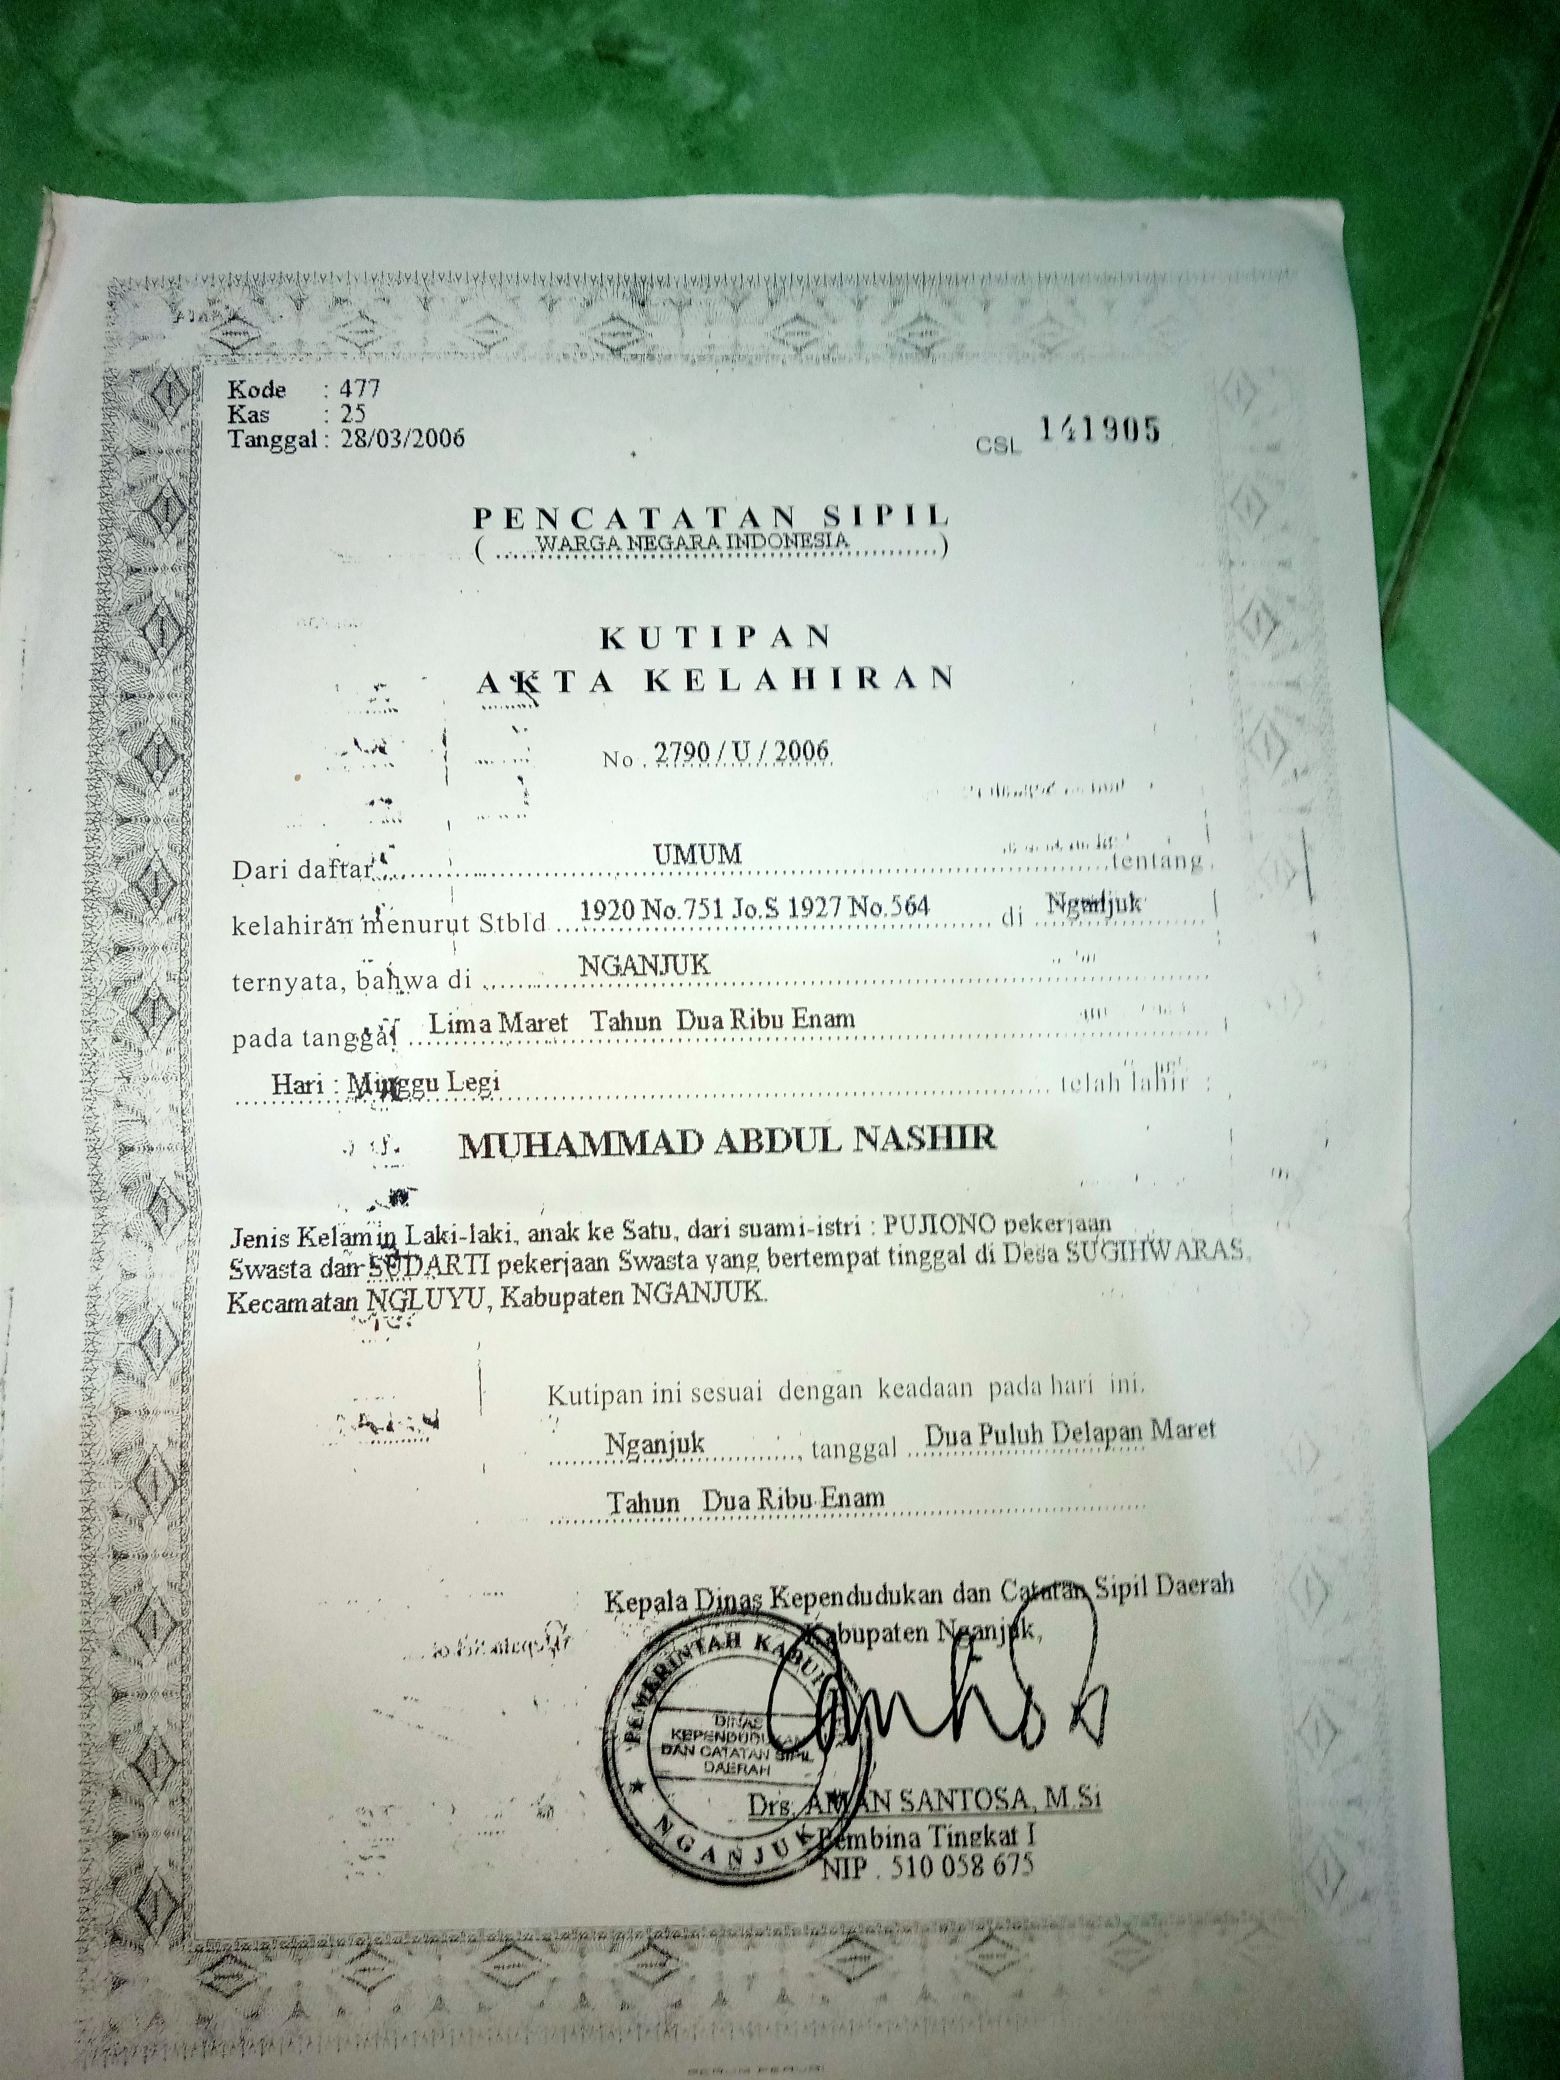 Kode : 477
Kas : 25
Tanggal : 28/03/2006
CSL 141905
PENCATATAN SIPIL
( WARGA NEGARA INDONESIA )
KUTIPAN
AKTA KELAHIRAN
No. 2790 / U / 2006
Dari daftar UMUM tentang
kelahiran menurut Stbld 1920 No.751 Jo.S 1927 No.564 di Nganjuk
ternyata, bahwa di NGANJUK
pada tanggal Lima Maret Tahun Dua Ribu Enam
Hari : Minggu Legi telah lahir :
MUHAMMAD ABDUL NASHIR
Jenis Kelamin Laki-laki, anak ke Satu, dari suami-istri : PUJIONO pekerjaan
Swasta dan SUDARTI pekerjaan Swasta yang bertempat tinggal di Desa SUGIHWARAS,
Kecamatan NGLUYU, Kabupaten NGANJUK.
Kutipan ini sesuai dengan keadaan pada hari ini.
Nganjuk, tanggal Dua Puluh Delapan Maret
Tahun Dua Ribu Enam
Kepala Dinas Kependudukan dan Catatan Sipil Daerah
Kabupaten Nganjuk,
PEMERINTAH
DINAS
KEPENDUDUKAN
DAN CATATAN SIPIL
DAERAH
NGANJUK
Drs. AMAN SANTOSA, M.Si
Pembina Tingkat I
NIP . 510 058 675